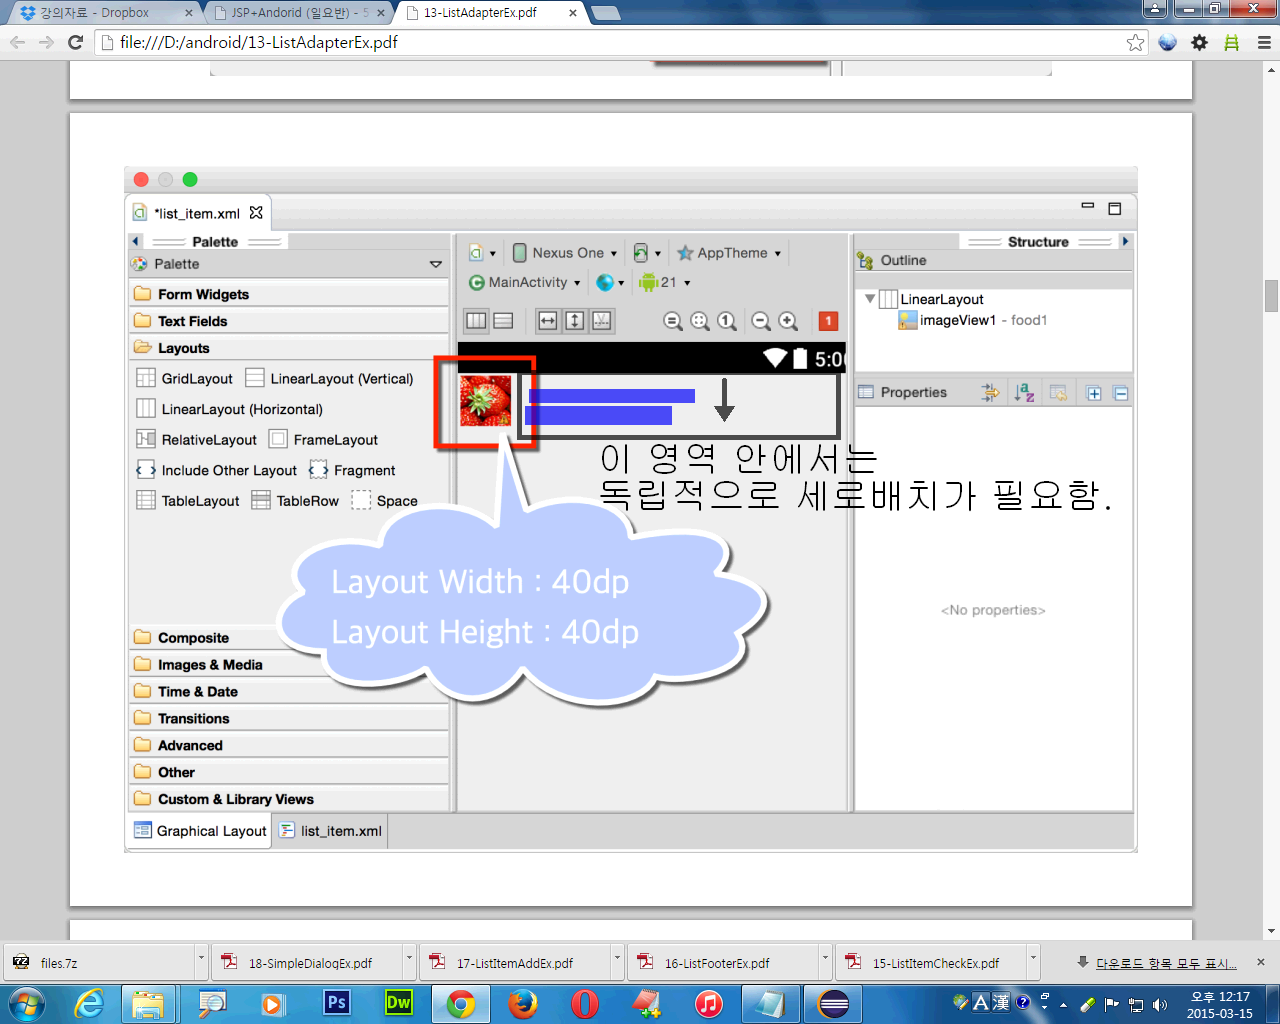 강의자료 - Dropbox
JSP+Andorid (일요반) - 5
13-ListAdapterEx.pdf
file:///D:/android/13-ListAdapterEx.pdf
*list_item.xml
Palette
Palette
Form Widgets
Text Fields
Layouts
GridLayout
LinearLayout (Vertical)
LinearLayout (Horizontal)
RelativeLayout
FrameLayout
Include Other Layout
Fragment
TableLayout
TableRow
Space
Composite
Images & Media
Time & Date
Transitions
Advanced
Other
Custom & Library Views
Graphical Layout
list_item.xml
Nexus One
AppTheme
MainActivity
21
1
1
5:00
이 영역 안에서는
독립적으로 세로배치가 필요함.
Layout Width : 40dp
Layout Height : 40dp
Structure
Outline
LinearLayout
imageView1 - food1
Properties
<No properties>
files.7z
18-SimpleDialogEx.pdf
17-ListItemAddEx.pdf
16-ListFooterEx.pdf
15-ListItemCheckEx.pdf
다운로드 항목 모두 표시...
Ps
Dw
A 漢
오후 12:17
2015-03-15